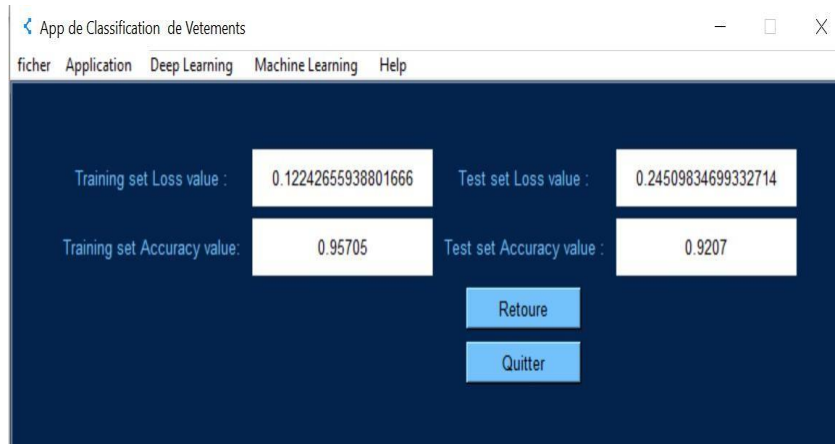 App de Classification de Vetements
ficher Application Deep Learning Machine Learning Help
Training set Loss value : 0.12242655938801666 Test set Loss value : 0.24509834699332714
Training set Accuracy value: 0.95705 Test set Accuracy value : 0.9207
Retoure
Quitter